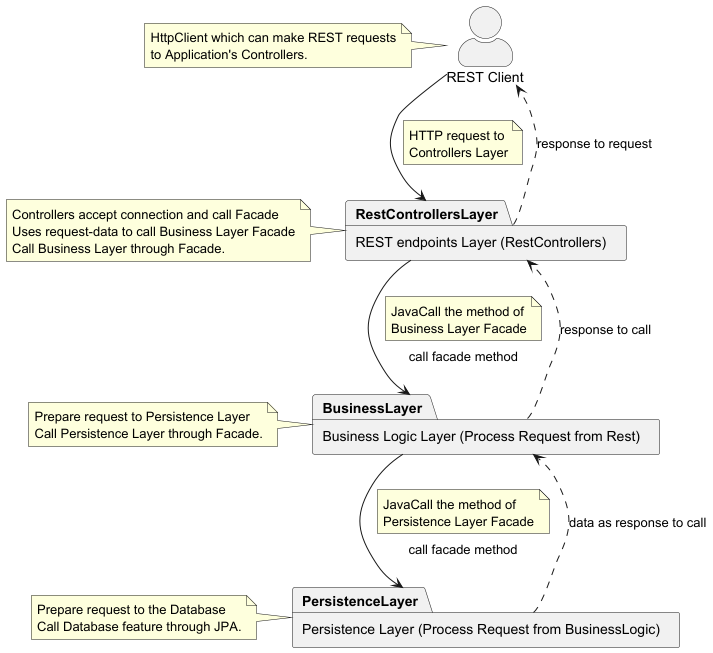 HttpClient which can make REST requests
to Application's Controllers.
REST Client
HTTP request to
Controllers Layer
response to request
Controllers accept connection and call Facade
Uses request-data to call Business Layer Facade
Call Business Layer through Facade.
RestControllersLayer
REST endpoints Layer (RestControllers)
JavaCall the method of
Business Layer Facade
call facade method
response to call
Prepare request to Persistence Layer
Call Persistence Layer through Facade.
BusinessLayer
Business Logic Layer (Process Request from Rest)
JavaCall the method of
Persistence Layer Facade
call facade method
data as response to call
Prepare request to the Database
Call Database feature through JPA.
PersistenceLayer
Persistence Layer (Process Request from BusinessLogic)